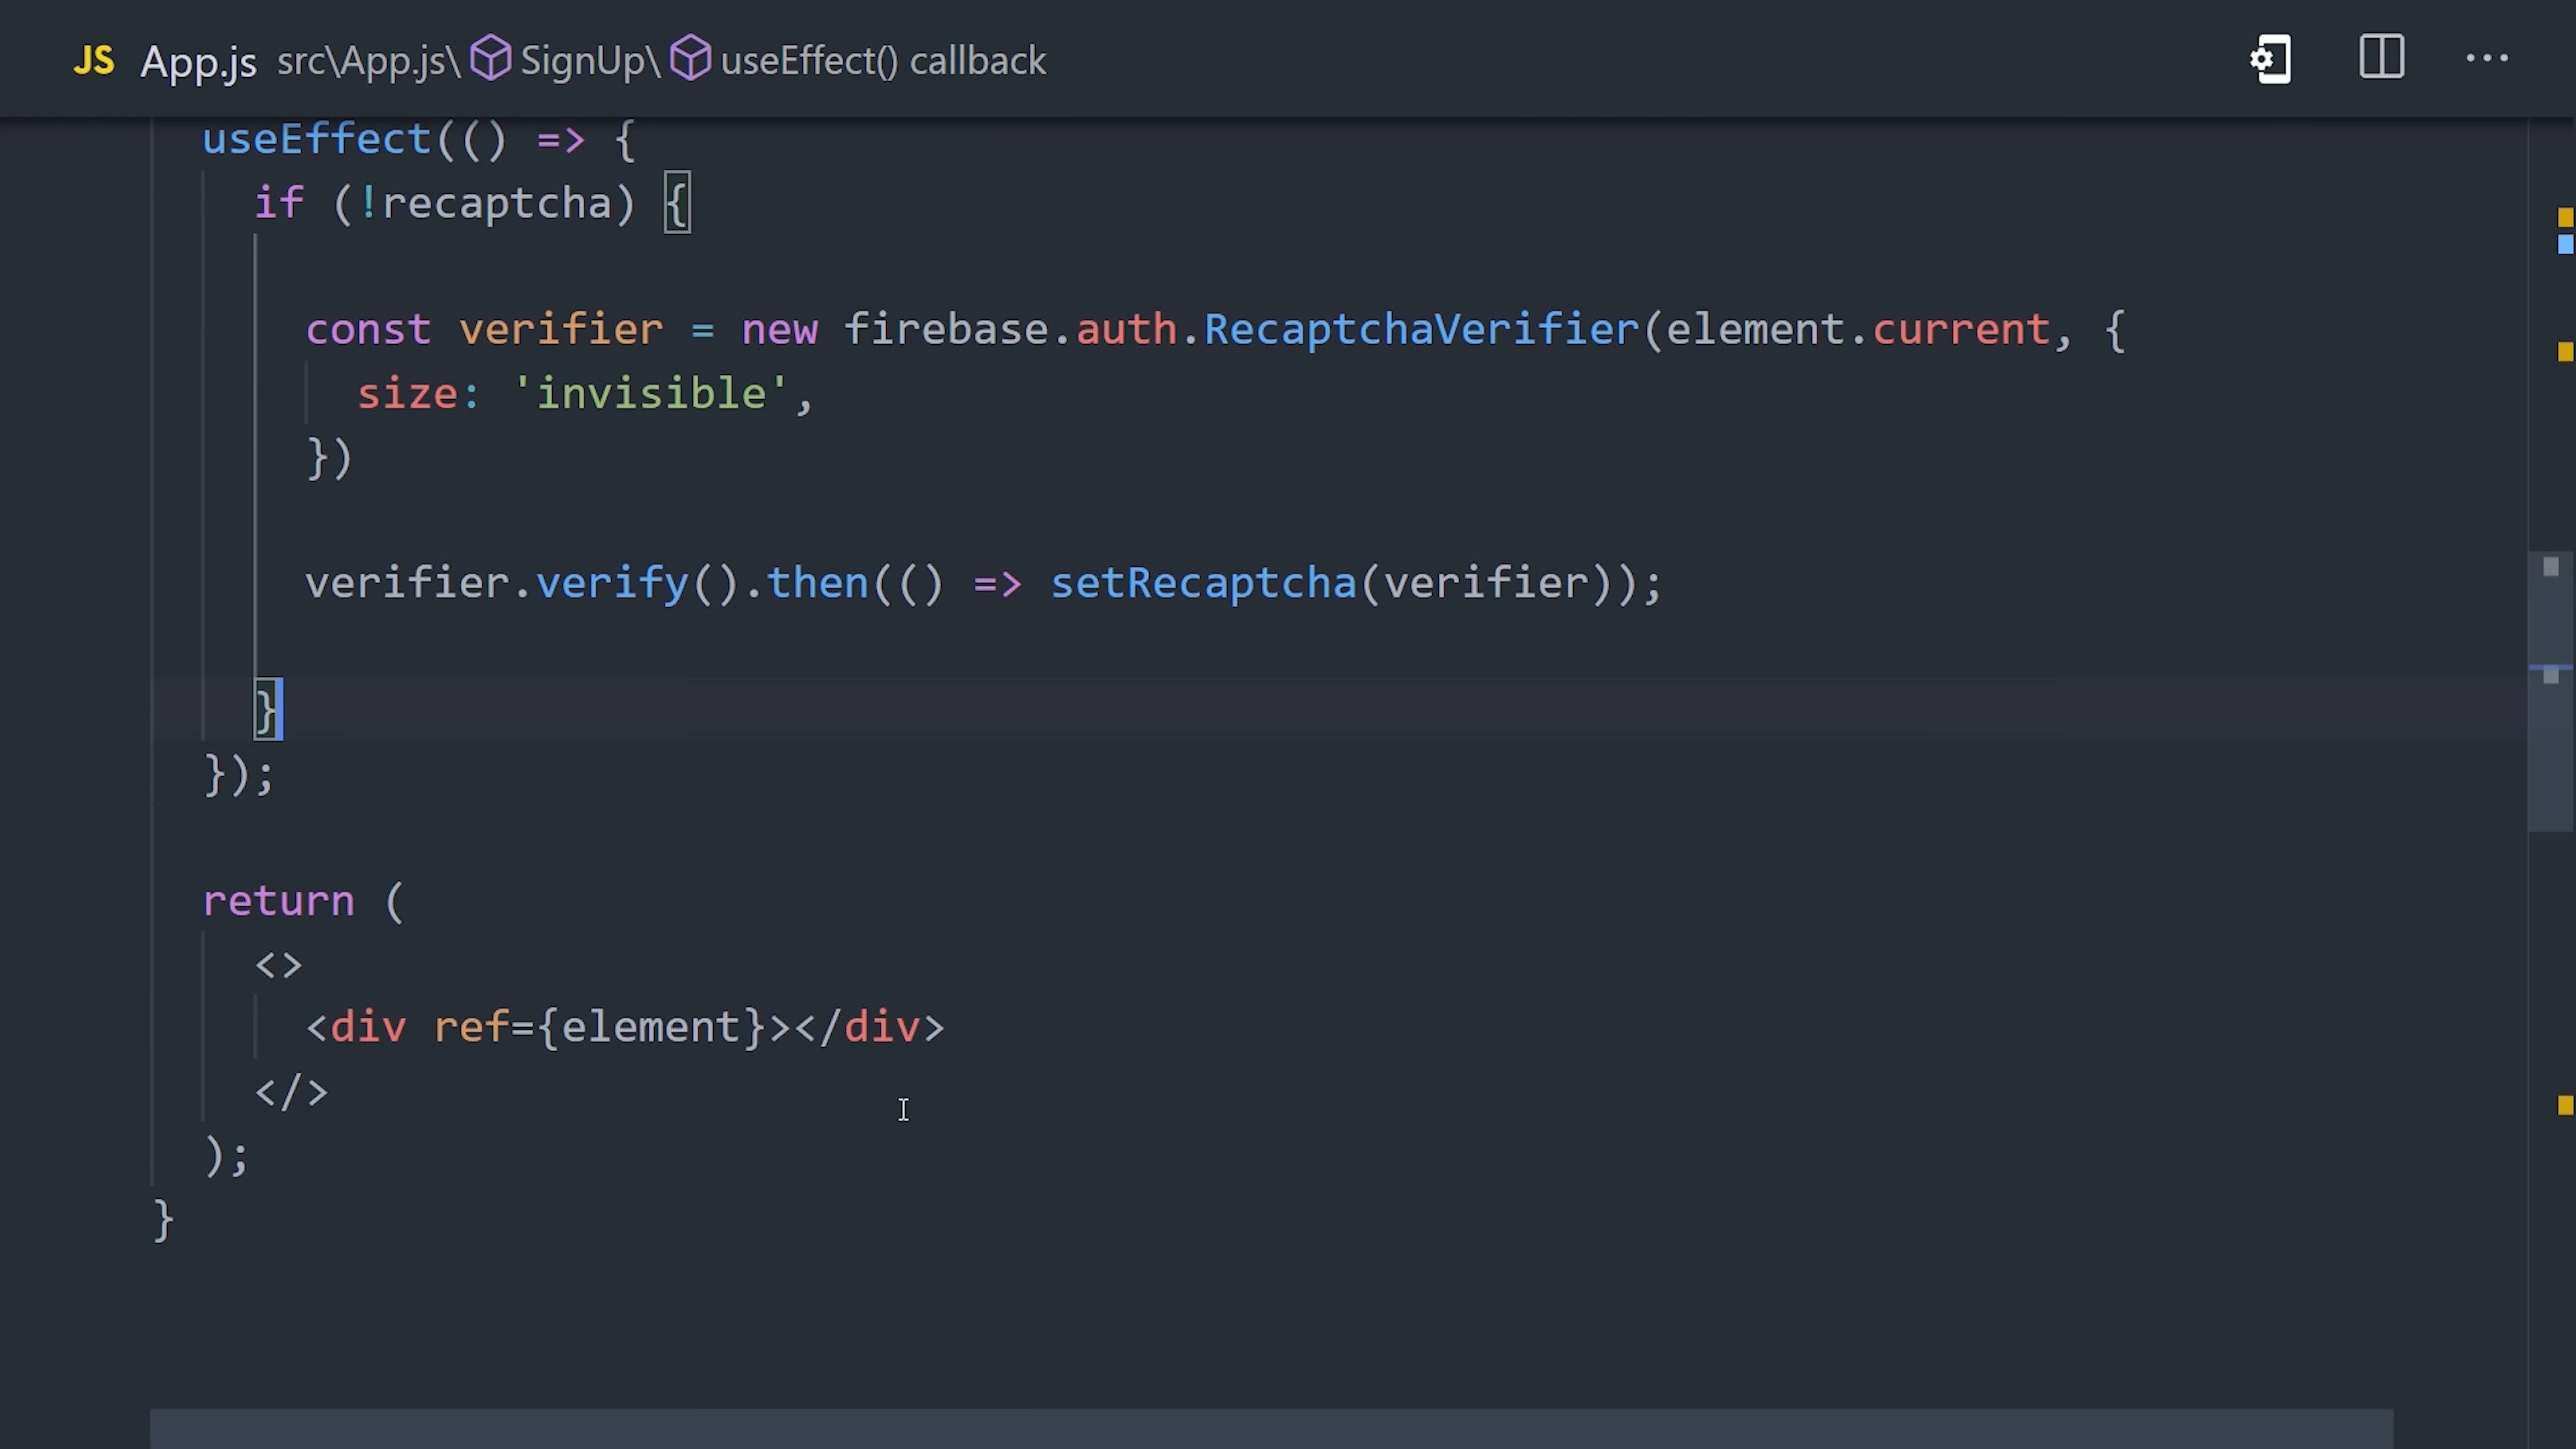 JS App.js src\App.js\ SignUp\ useEffect() callback
useEffect(() => {
if (!recaptcha) {
const verifier = new firebase.auth.RecaptchaVerifier(element.current, {
size: 'invisible',
})
verifier.verify().then(() => setRecaptcha(verifier));
}
});
return (
<>
<div ref={element}></div>
</>
);
}